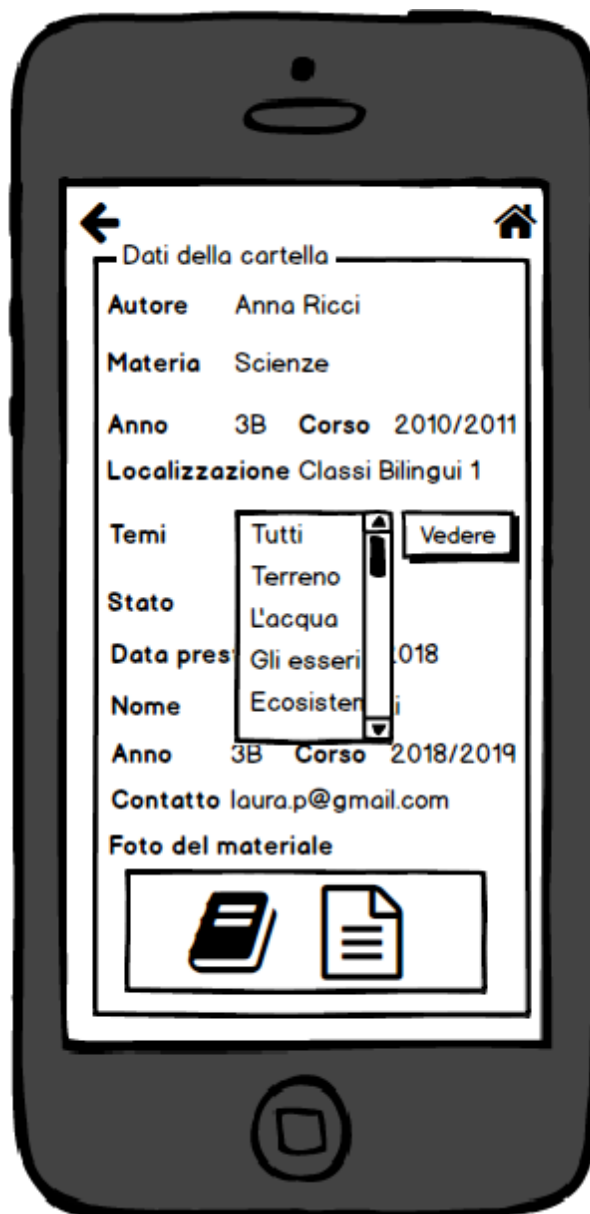 Dati della cartella
Autore Anna Ricci
Materia Scienze
Anno 3B Corso 2010/2011
Localizzazione Classi Bilingui 1
Temi Tutti Vedere
Terreno
Stato
L'acqua
Data pres Gli esseri 018
Nome Ecosistem i
Anno 3B Corso 2018/2019
Contatto laura.p@gmail.com
Foto del materiale